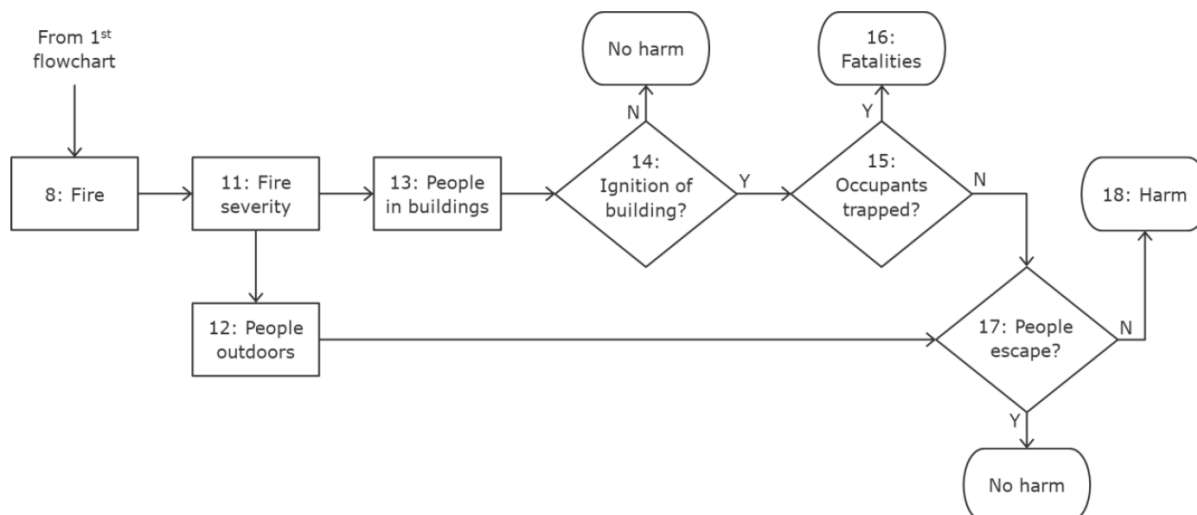 From 1st
flowchart
No harm
16:
Fatalities
N
Y
8: Fire
11: Fire
severity
13: People
in buildings
14:
Ignition of
building?
Y
15:
Occupants
trapped?
N
18: Harm
12: People
outdoors
17: People
escape?
N
Y
No harm